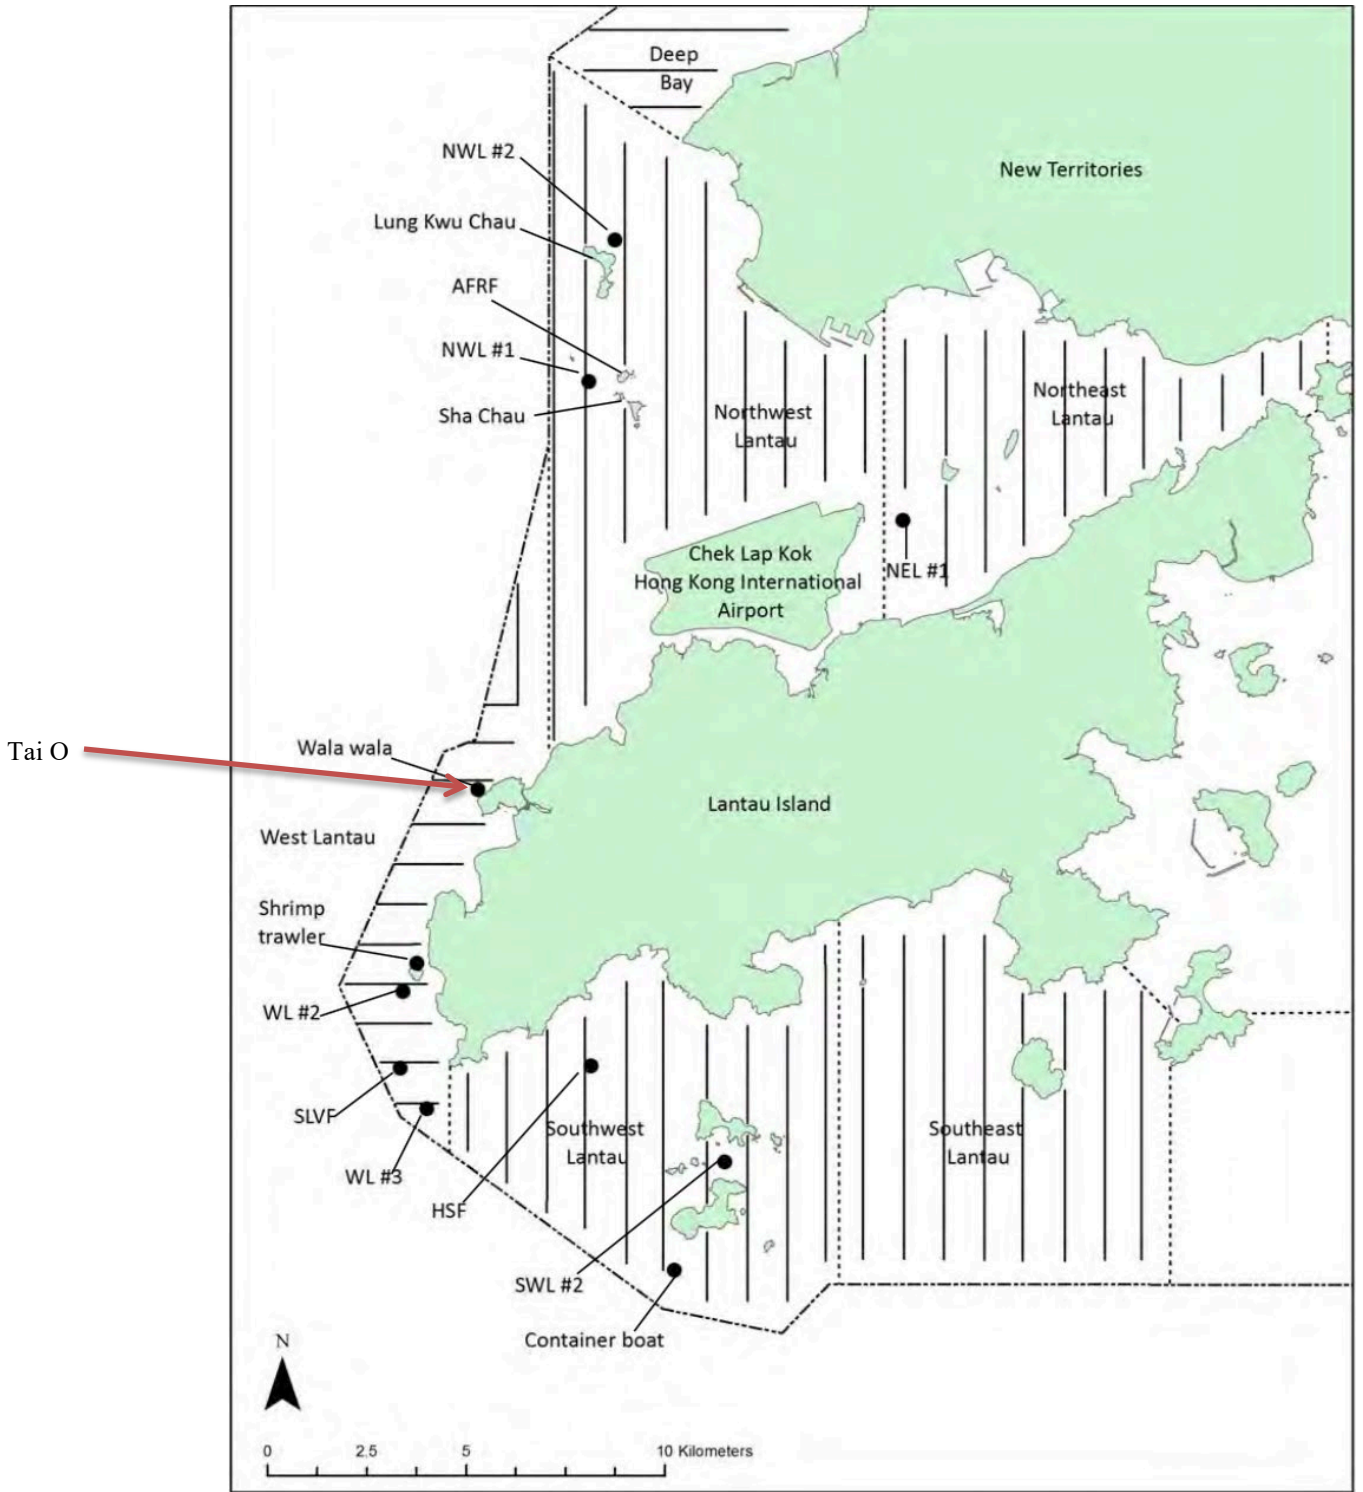 Deep
Bay
NWL #2
New Territories
Lung Kwu Chau
AFRF
NWL #1
Northeast
Lantau
Sha Chau
Northwest
Lantau
Chek Lap Kok
Hong Kong International
Airport
NEL #1
Tai O
Wala wala
Lantau Island
West Lantau
Shrimp
trawler
WL #2
SLVF
Southwest
Lantau
Southeast
Lantau
WL #3
HSF
SWL #2
Container boat
N
0 2.5 5 10 Kilometers